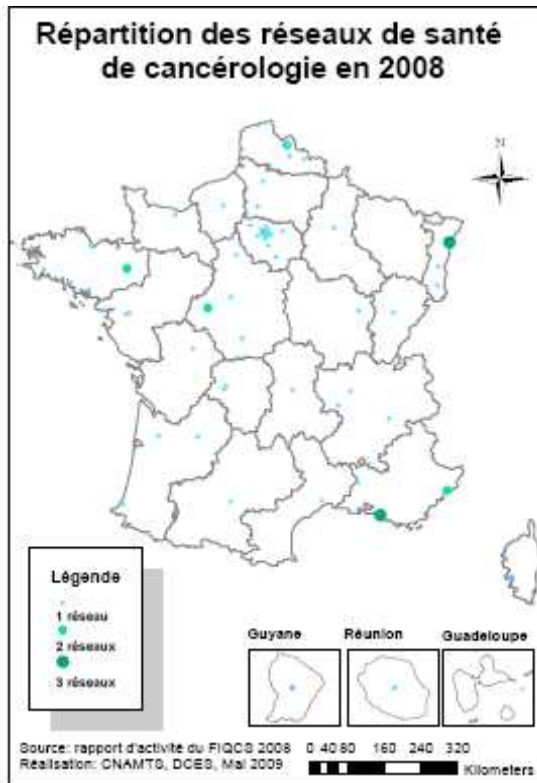 Répartition des réseaux de santé
de cancérologie en 2008
N
Légende
1 réseau
2 réseaux
3 réseaux
Guyane
Réunion
Guadeloupe
Source: rapport d'activité du FIQCS 2008
Réalisation: CNAMTS, DCES, Mai 2009
0 40 80 160 240 320
Kilometers